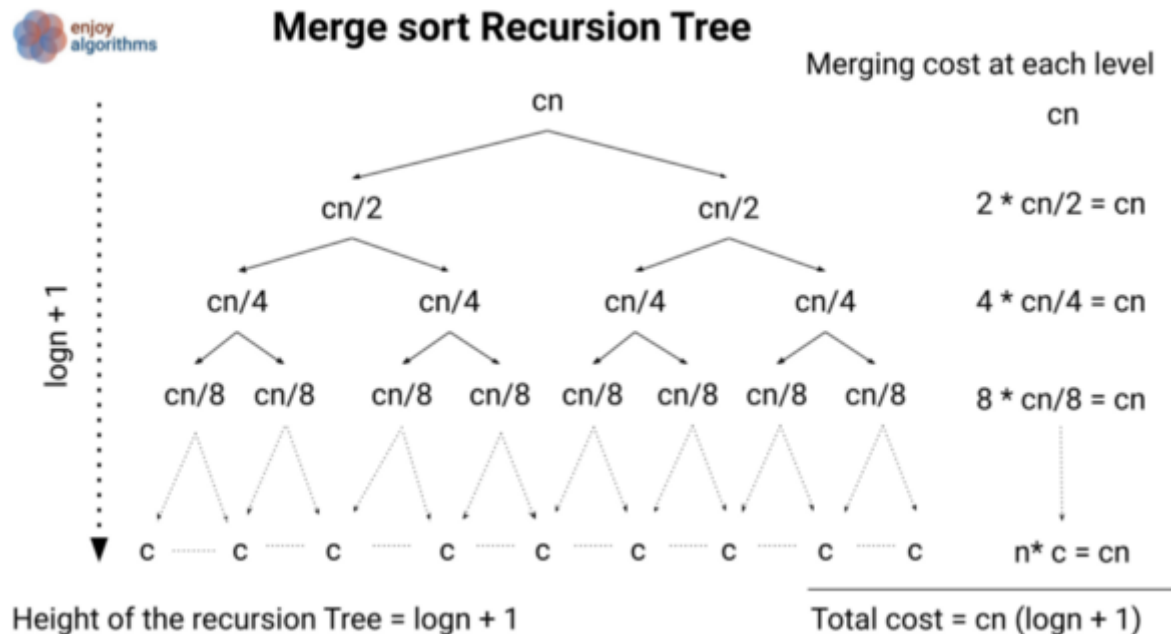 enjoy
algorithms
Merge sort Recursion Tree
Merging cost at each level
cn
cn
cn/2 cn/2 2 * cn/2 = cn
cn/4 cn/4 cn/4 cn/4 4 * cn/4 = cn
logn + 1
cn/8 cn/8 cn/8 cn/8 cn/8 cn/8 cn/8 cn/8 8 * cn/8 = cn
c c c c c c c c c n* c = cn
Height of the recursion Tree = logn + 1 Total cost = cn (logn + 1)